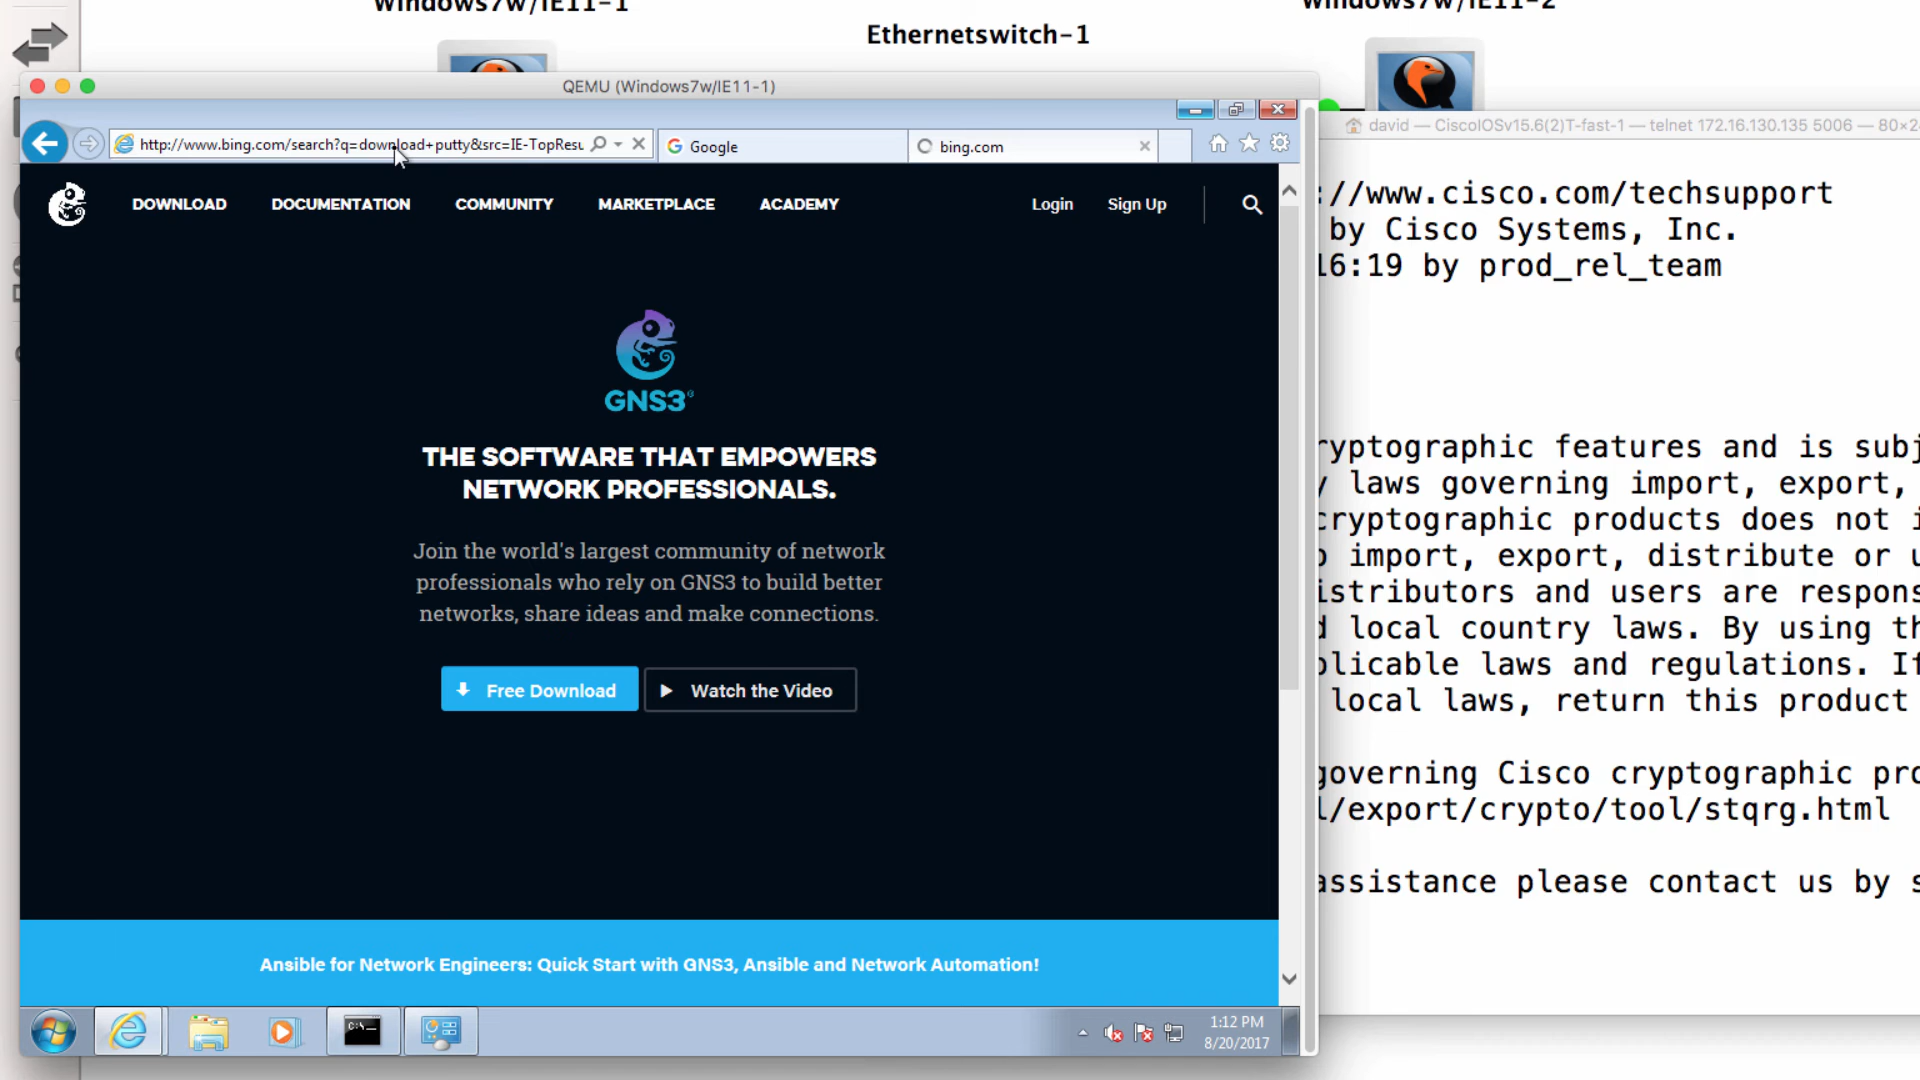 Windows7w/IE11-1
Windows7w/IE11-2
Ethernetswitch-1
QEMU (Windows7w/IE11-1)
http://www.bing.com/search?q=download+putty&src=IE-TopResu
Google
bing.com
david — CiscoIOSv15.6(2)T-fast-1 — telnet 172.16.130.135 5006 — 80×2
DOWNLOAD
DOCUMENTATION
COMMUNITY
MARKETPLACE
ACADEMY
Login
Sign Up
GNS3
THE SOFTWARE THAT EMPOWERS
NETWORK PROFESSIONALS.
Join the world's largest community of network
professionals who rely on GNS3 to build better
networks, share ideas and make connections.
Free Download
Watch the Video
Ansible for Network Engineers: Quick Start with GNS3, Ansible and Network Automation!
C:\
1:12 PM
8/20/2017
://www.cisco.com/techsupport
by Cisco Systems, Inc.
16:19 by prod_rel_team
ryptographic features and is subj
laws governing import, export,
cryptographic products does not i
import, export, distribute or u
istributors and users are respons
local country laws. By using th
plicable laws and regulations. If
local laws, return this product
governing Cisco cryptographic pro
l/export/crypto/tool/stqrg.html
assistance please contact us by s